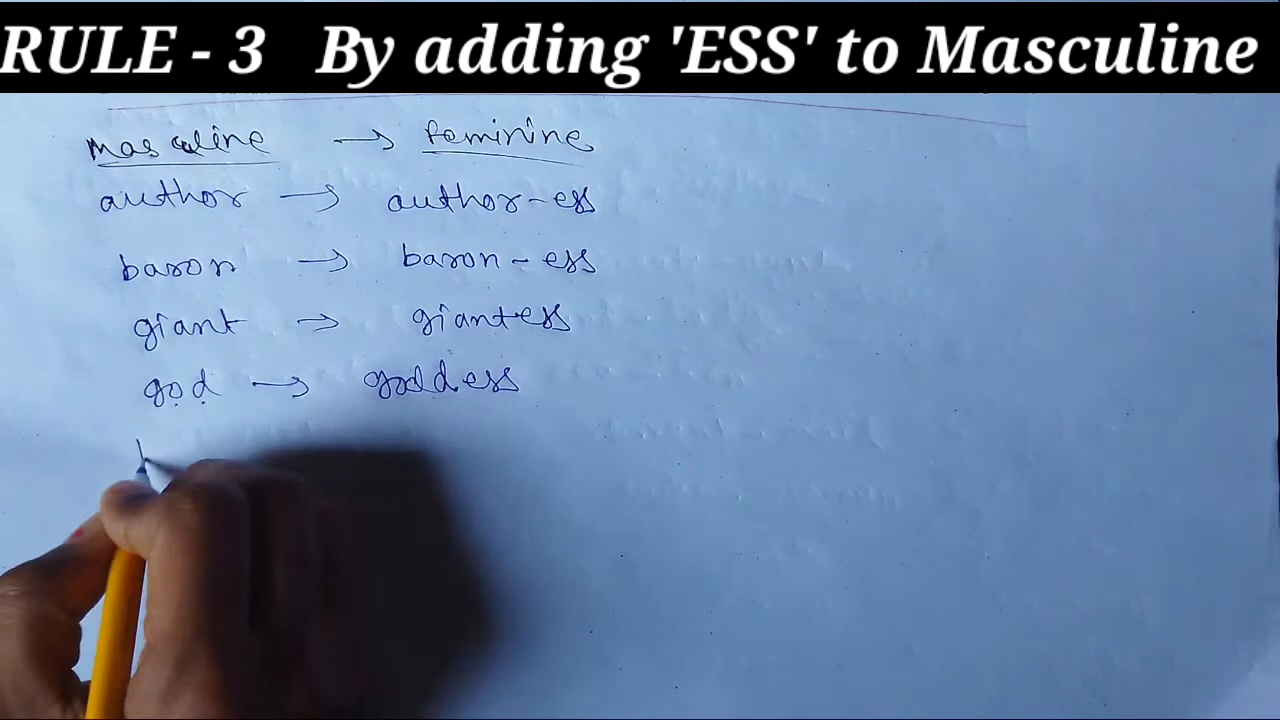 RULE - 3 By adding 'ESS' to Masculine
Masculine → Feminine
author → author-ess
baron → baron-ess
giant → giantess
god → goddess